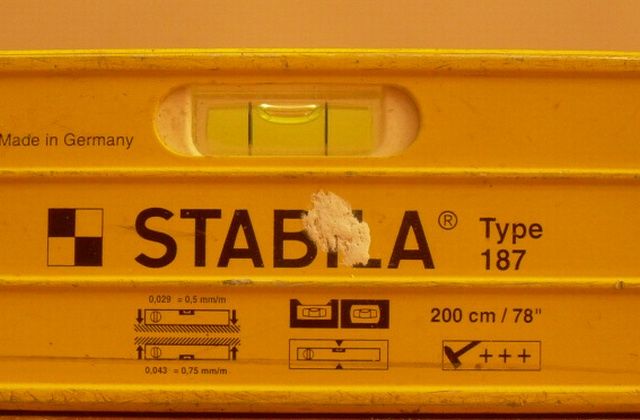 Made in Germany
STABILA® Type
187
0,029 = 0,5 mm/m
200 cm / 78"
+++
0,043 = 0,75 mm/m